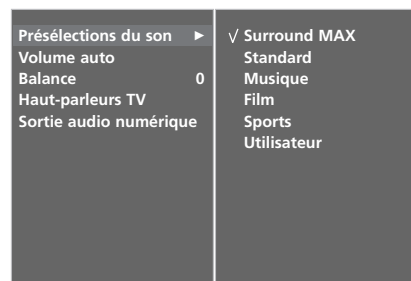 Présélections du son ►
Volume auto
Balance 0
Haut-parleurs TV
Sortie audio numérique
√ Surround MAX
Standard
Musique
Film
Sports
Utilisateur